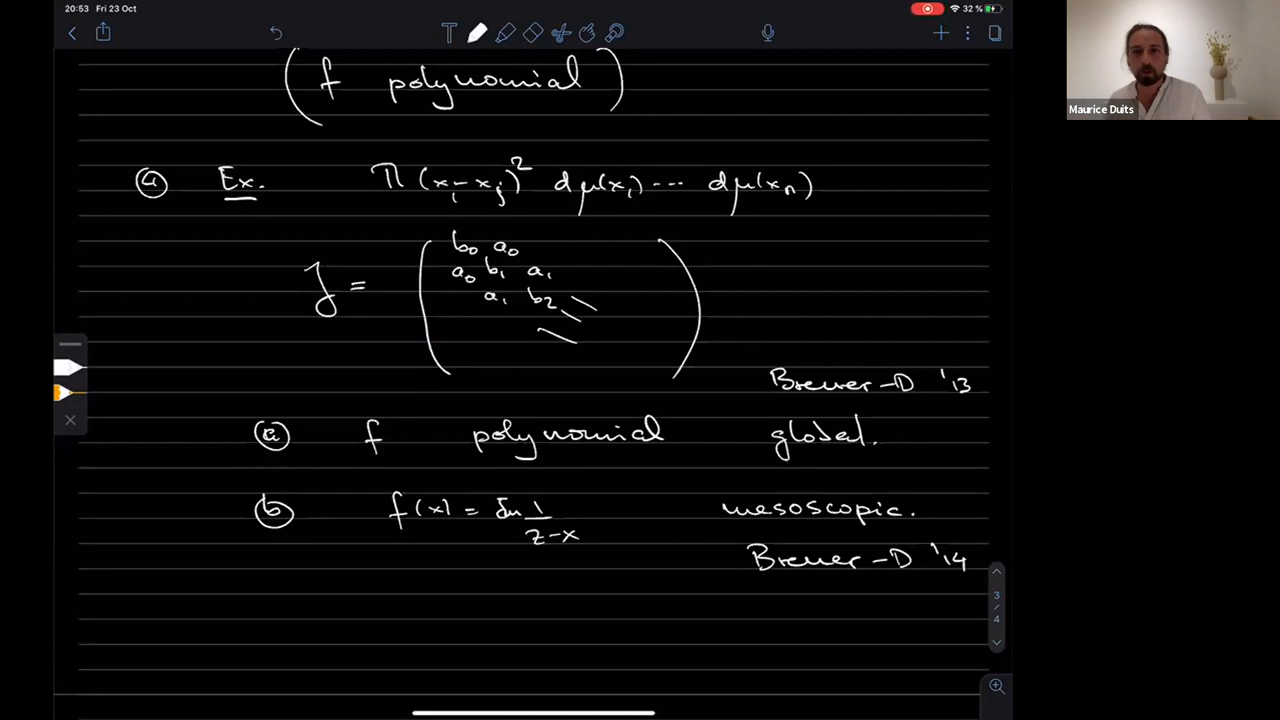 20:53 Fri 23 Oct
32 %
Maurice Duits
( f polynomial )
ⓐ Ex. Π (xᵢ - xⱼ)² dμ(x₁) ··· dμ(xₙ)
J = ( b₀ a₀
a₀ b₁ a₁
a₁ b₂ )
Breuer - D '13
ⓐ f polynomial global.
ⓑ f(x) = Im 1/(z-x) mesoscopic.
Breuer - D '14
3
/
4